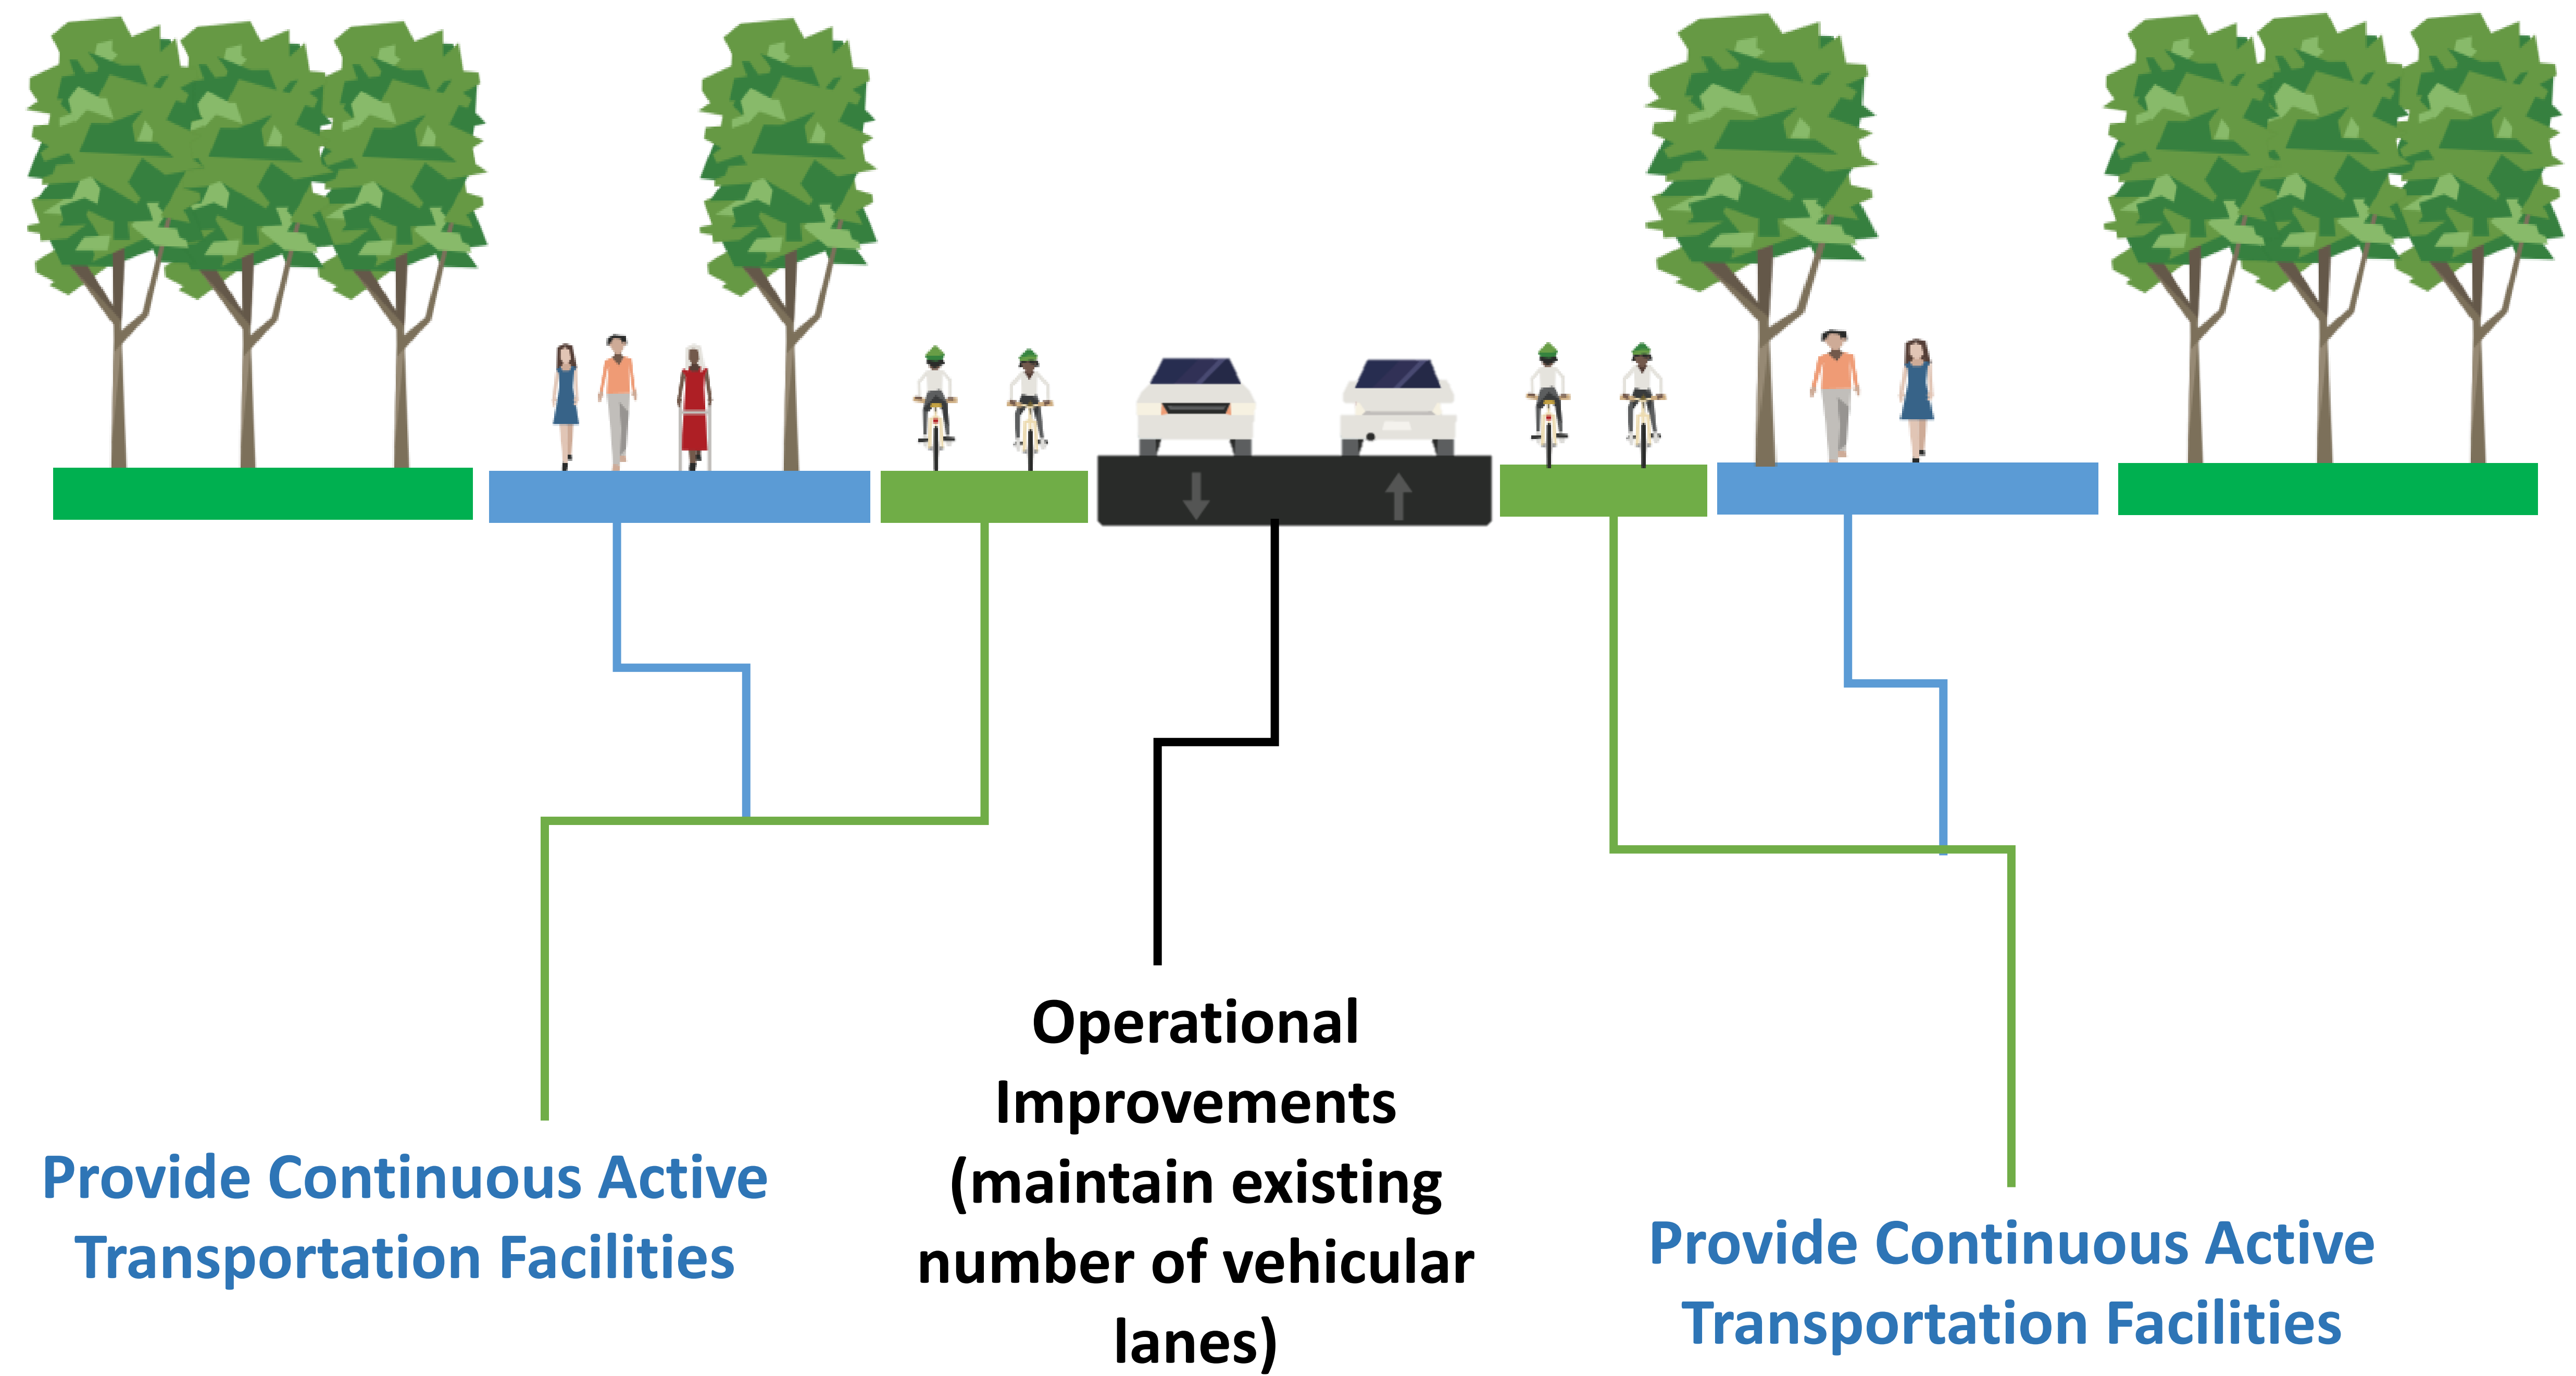 Provide Continuous Active
Transportation Facilities
Operational
Improvements
(maintain existing
number of vehicular
lanes)
Provide Continuous Active
Transportation Facilities